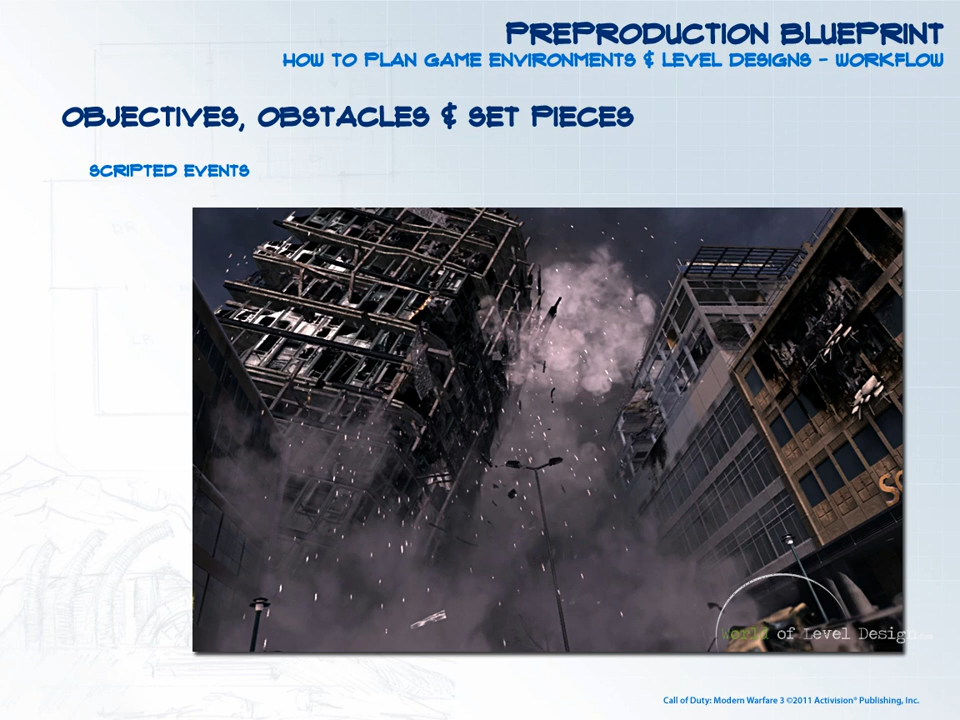 PREPRODUCTION BLUEPRINT
HOW TO PLAN GAME ENVIRONMENTS & LEVEL DESIGNS - WORKFLOW
OBJECTIVES, OBSTACLES & SET PIECES
SCRIPTED EVENTS
World of Level Design
Call of Duty: Modern Warfare 3 ©2011 Activision® Publishing, Inc.